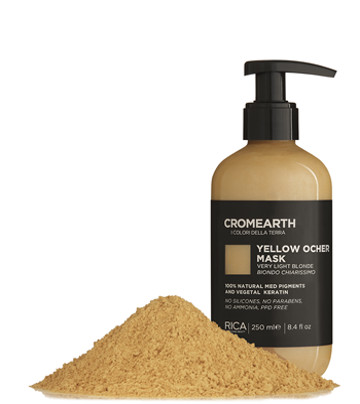 CROMEARTH
I COLORI DELLA TERRA
YELLOW OCHER
MASK
VERY LIGHT BLONDE
BIONDO CHIARISSIMO
100% NATURAL MED PIGMENTS
AND VEGETAL KERATIN
NO SILICONES, NO PARABENS,
NO AMMONIA, PPD FREE
RICA 250 ml℮ 8.4 fl oz